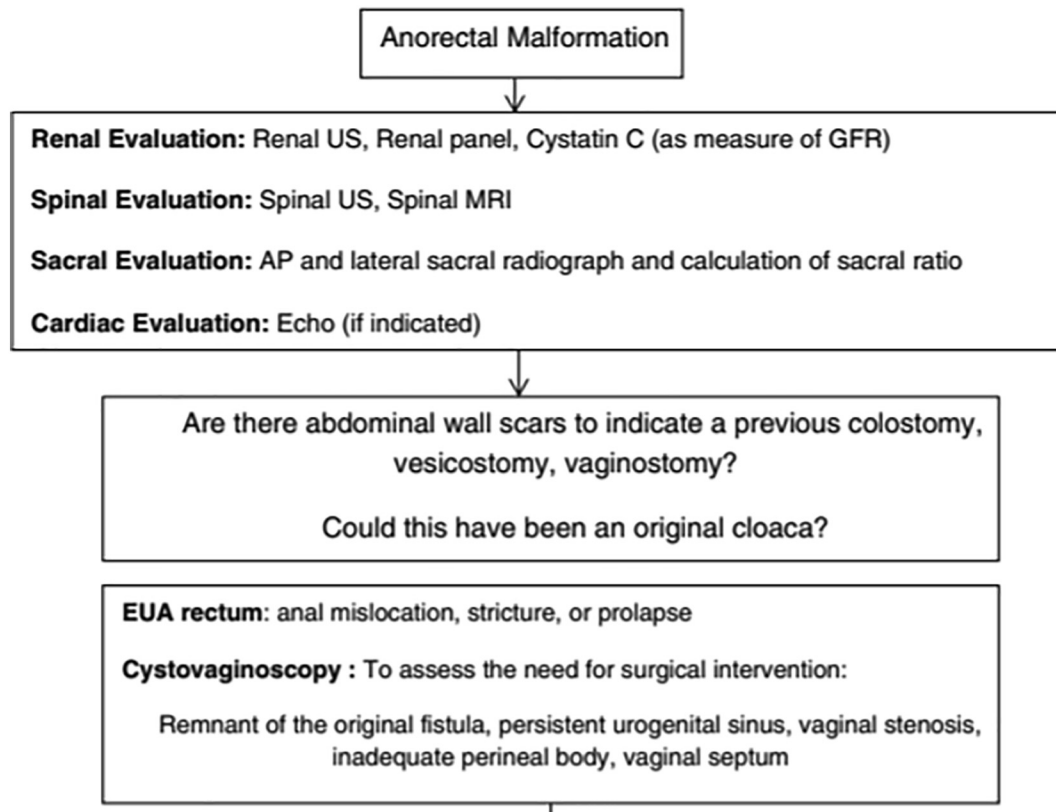 Anorectal Malformation
Renal Evaluation: Renal US, Renal panel, Cystatin C (as measure of GFR)
Spinal Evaluation: Spinal US, Spinal MRI
Sacral Evaluation: AP and lateral sacral radiograph and calculation of sacral ratio
Cardiac Evaluation: Echo (if indicated)
Are there abdominal wall scars to indicate a previous colostomy,
vesicostomy, vaginostomy?
Could this have been an original cloaca?
EUA rectum: anal mislocation, stricture, or prolapse
Cystovaginoscopy : To assess the need for surgical intervention:
Remnant of the original fistula, persistent urogenital sinus, vaginal stenosis,
inadequate perineal body, vaginal septum